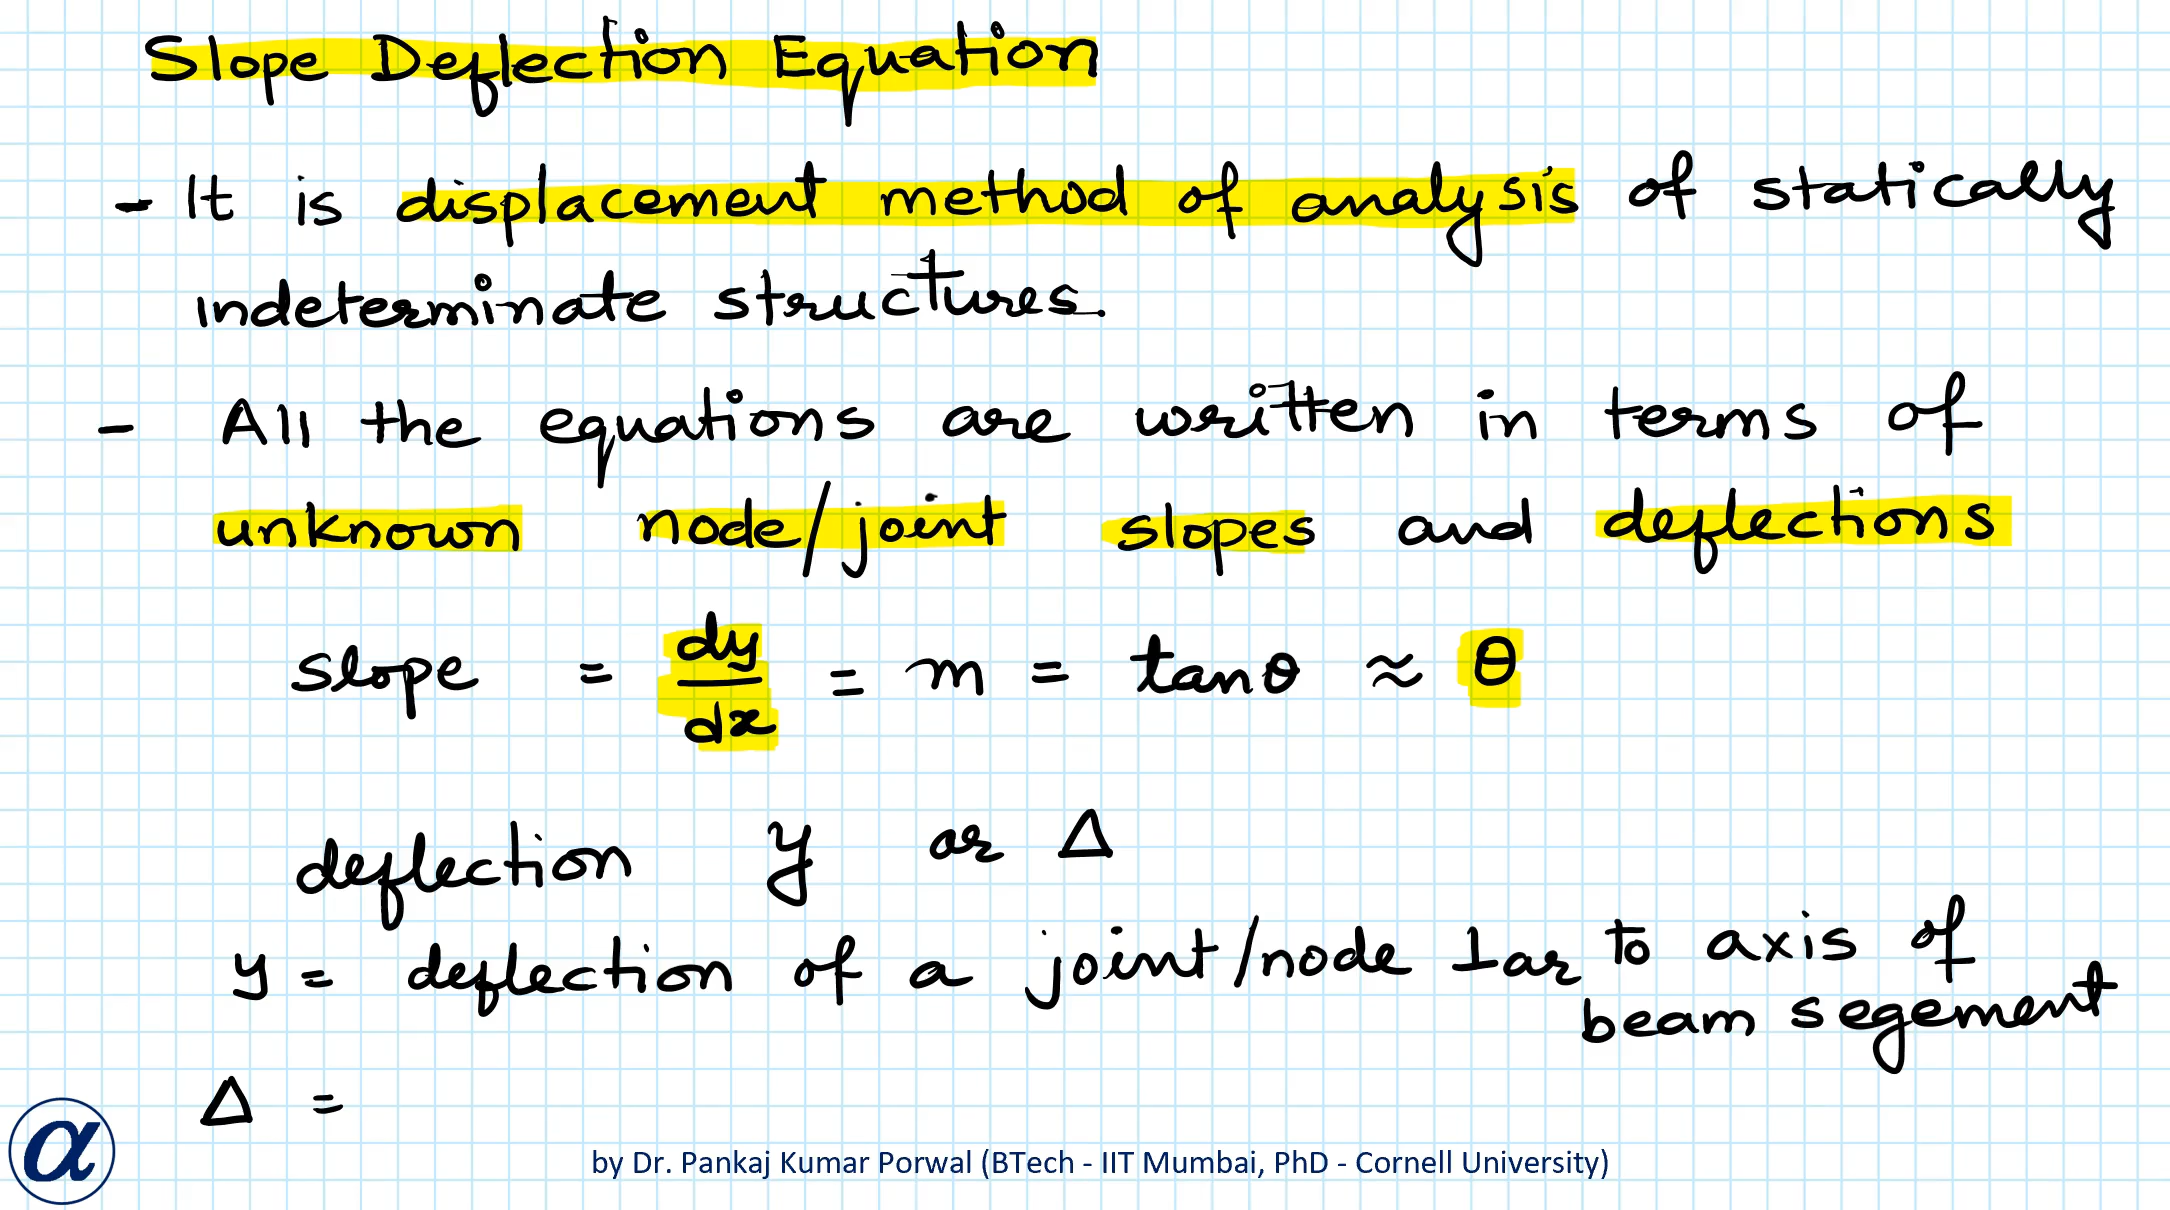 Slope Deflection Equation
- It is displacement method of analysis of statically
indeterminate structures.
- All the equations are written in terms of
unknown node/joint slopes and deflections
slope = dy/dx = m = tanθ ≈ θ
deflection y or Δ
y = deflection of a joint/node ⊥ar to axis of
beam segement
Δ =
α
by Dr. Pankaj Kumar Porwal (BTech - IIT Mumbai, PhD - Cornell University)